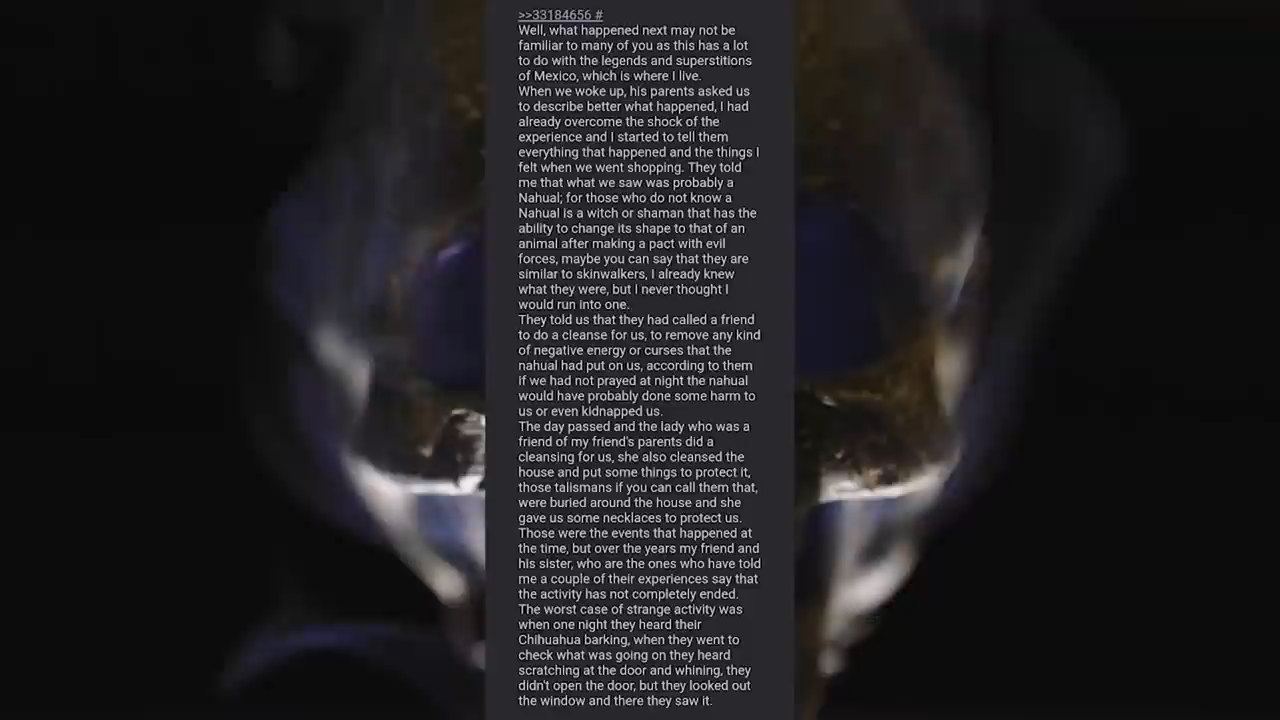 >>33184656 #
Well, what happened next may not be
familiar to many of you as this has a lot
to do with the legends and superstitions
of Mexico, which is where I live.
When we woke up, his parents asked us
to describe better what happened, I had
already overcome the shock of the
experience and I started to tell them
everything that happened and the things I
felt when we went shopping. They told
me that what we saw was probably a
Nahual; for those who do not know a
Nahual is a witch or shaman that has the
ability to change its shape to that of an
animal after making a pact with evil
forces, maybe you can say that they are
similar to skinwalkers, I already knew
what they were, but I never thought I
would run into one.
They told us that they had called a friend
to do a cleanse for us, to remove any kind
of negative energy or curses that the
nahual had put on us, according to them
if we had not prayed at night the nahual
would have probably done some harm to
us or even kidnapped us.
The day passed and the lady who was a
friend of my friend's parents did a
cleansing for us, she also cleansed the
house and put some things to protect it,
those talismans if you can call them that,
were buried around the house and she
gave us some necklaces to protect us.
Those were the events that happened at
the time, but over the years my friend and
his sister, who are the ones who have told
me a couple of their experiences say that
the activity has not completely ended.
The worst case of strange activity was
when one night they heard their
Chihuahua barking, when they went to
check what was going on they heard
scratching at the door and whining, they
didn't open the door, but they looked out
the window and there they saw it.